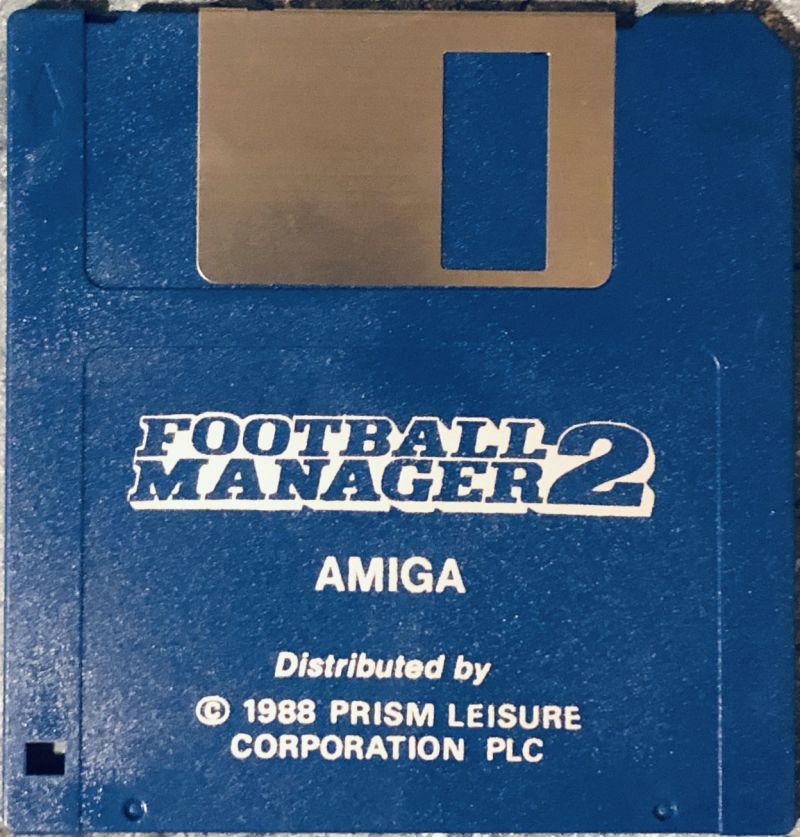 FOOTBALL
MANAGER 2
AMIGA
Distributed by
© 1988 PRISM LEISURE
CORPORATION PLC